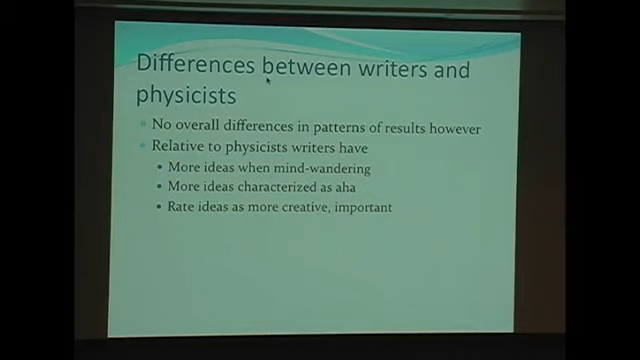 Differences between writers and
physicists
No overall differences in patterns of results however
Relative to physicists writers have
• More ideas when mind-wandering
• More ideas characterized as aha
• Rate ideas as more creative, important